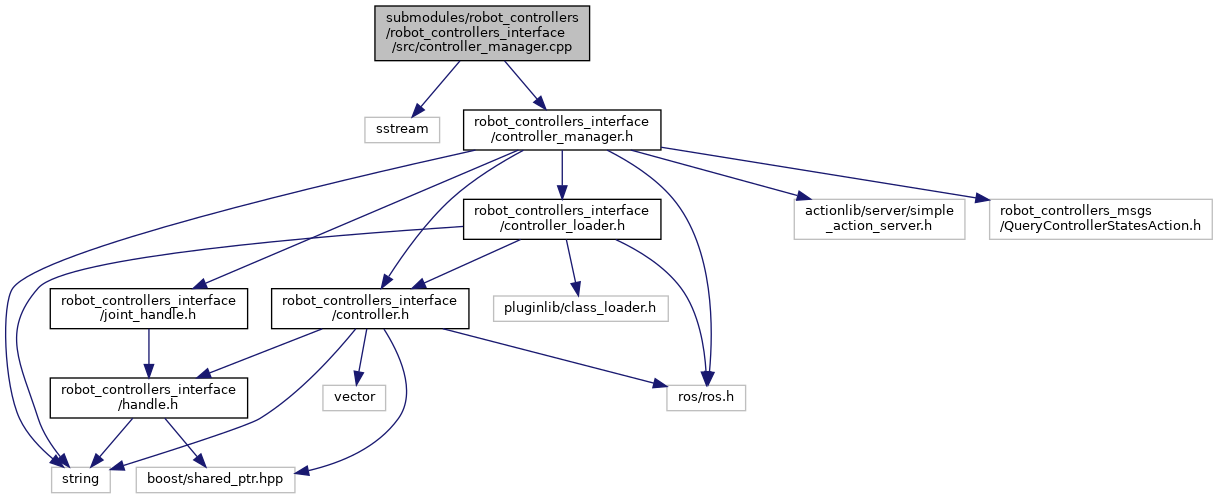 submodules/robot_controllers
/robot_controllers_interface
/src/controller_manager.cpp
sstream
robot_controllers_interface
/controller_manager.h
robot_controllers_interface
/controller_loader.h
actionlib/server/simple
_action_server.h
robot_controllers_msgs
/QueryControllerStatesAction.h
robot_controllers_interface
/joint_handle.h
robot_controllers_interface
/controller.h
pluginlib/class_loader.h
robot_controllers_interface
/handle.h
vector
ros/ros.h
string
boost/shared_ptr.hpp